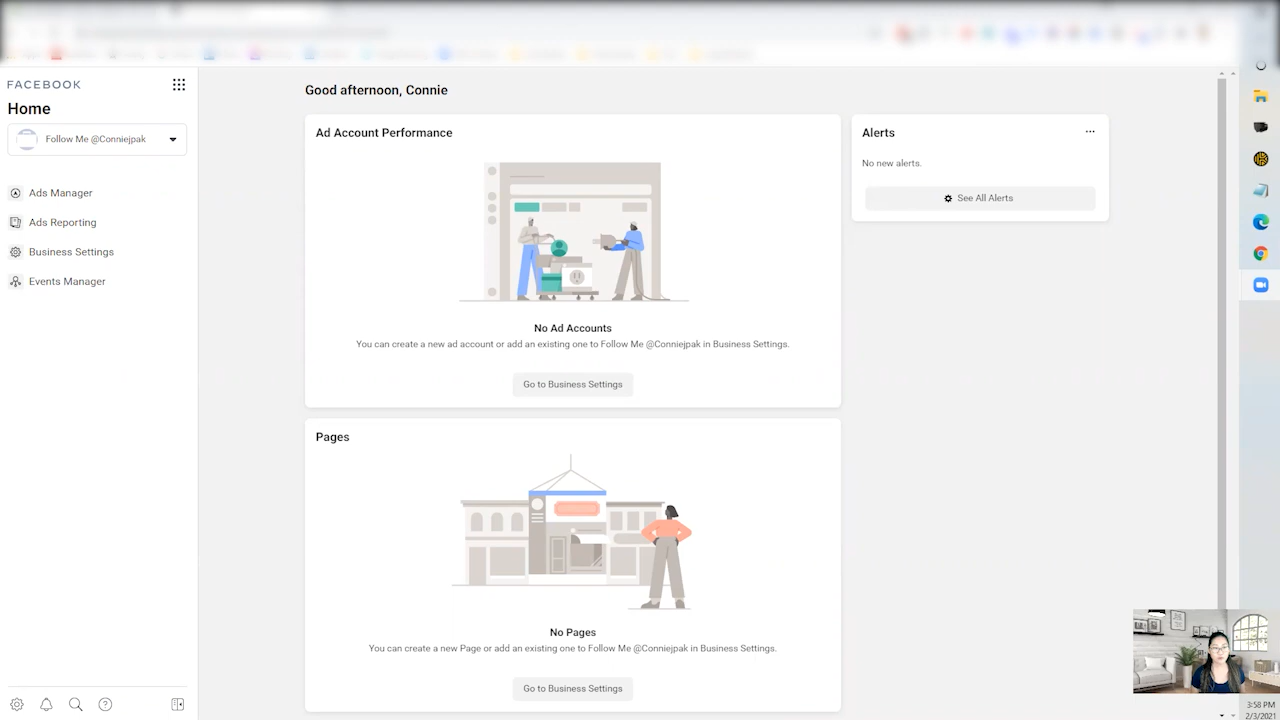 FACEBOOK
Home
Follow Me @Conniejpak
Ads Manager
Ads Reporting
Business Settings
Events Manager
Good afternoon, Connie
Ad Account Performance
No Ad Accounts
You can create a new ad account or add an existing one to Follow Me @Conniejpak in Business Settings.
Go to Business Settings
Alerts
No new alerts.
See All Alerts
Pages
No Pages
You can create a new Page or add an existing one to Follow Me @Conniejpak in Business Settings.
Go to Business Settings
3:58 PM
2/3/2021